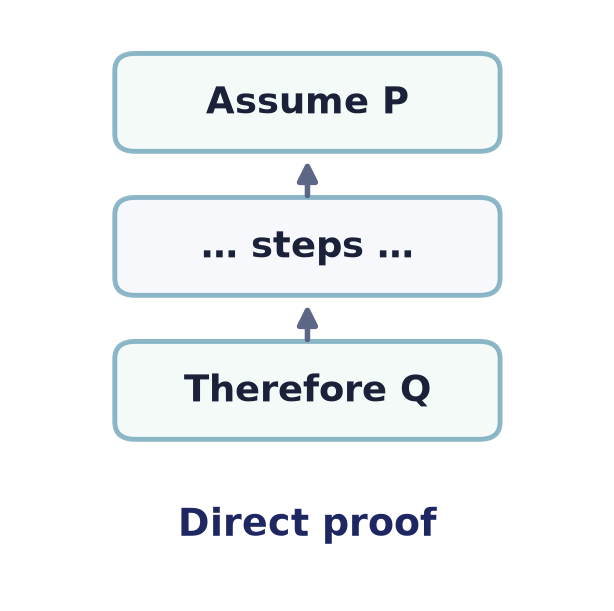 Assume P
... steps ...
Therefore Q
Direct proof